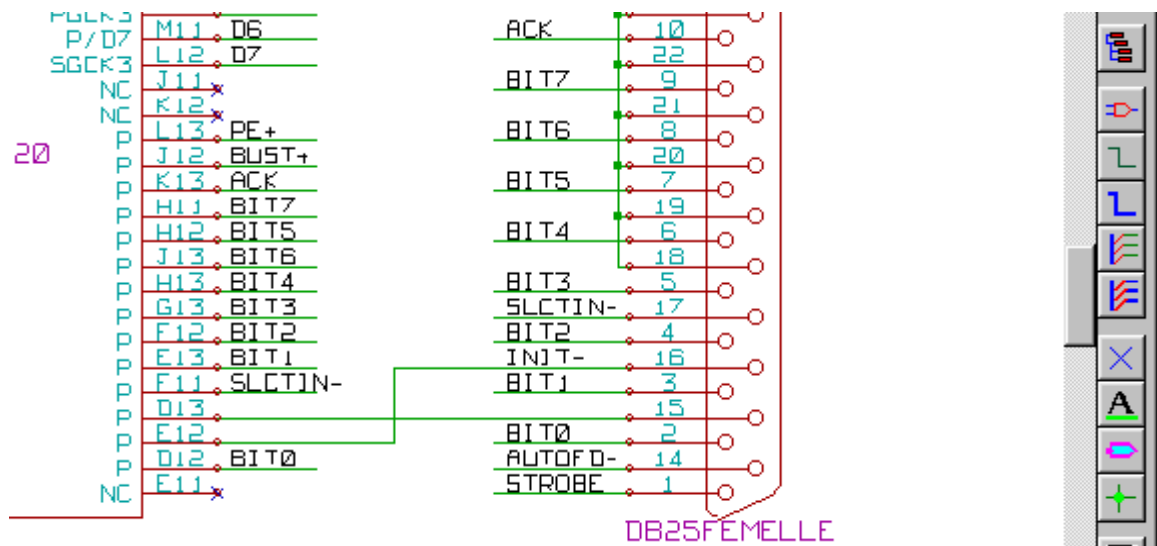 PGCK3
P/D7 M11 D6 ACK 10
SGCK3 L12 D7 22
NC J11 BIT7 9
NC K12 21
P L13 PE+ BIT6 8
20 P J12 BUST+ 20
P K13 ACK BIT5 7
P H11 BIT7 19
P H12 BIT5 BIT4 6
P J13 BIT6 18
P H13 BIT4 BIT3 5
P G13 BIT3 SLCTIN- 17
P F12 BIT2 BIT2 4
P E13 BIT1 INIT- 16
P F11 SLCTIN- BIT1 3
P D13 15
P E12 BIT0 2
P D12 BIT0 AUTOFD- 14
NC E11 STROBE 1
DB25FEMELLE
A